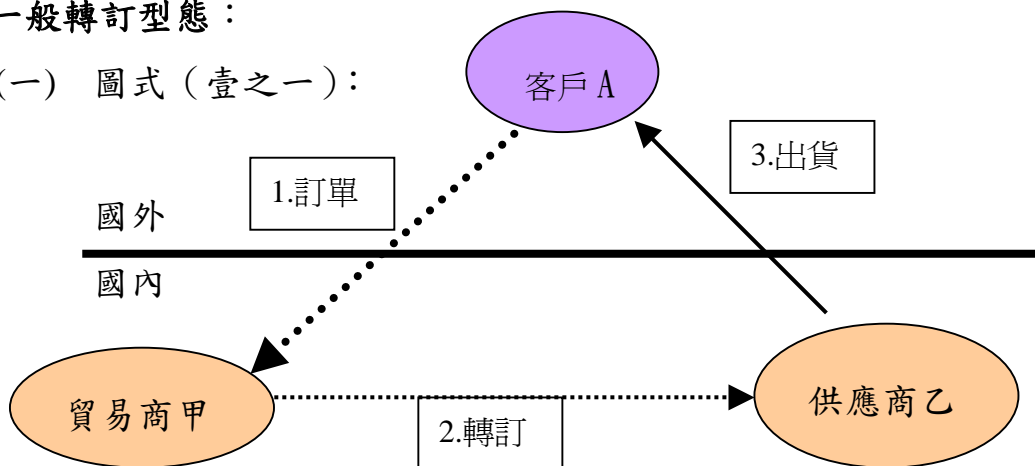 一般轉訂型態：
(一) 圖式（壹之一）：
客戶 A
3.出貨
1.訂單
國外
國內
貿易商甲
供應商乙
2.轉訂